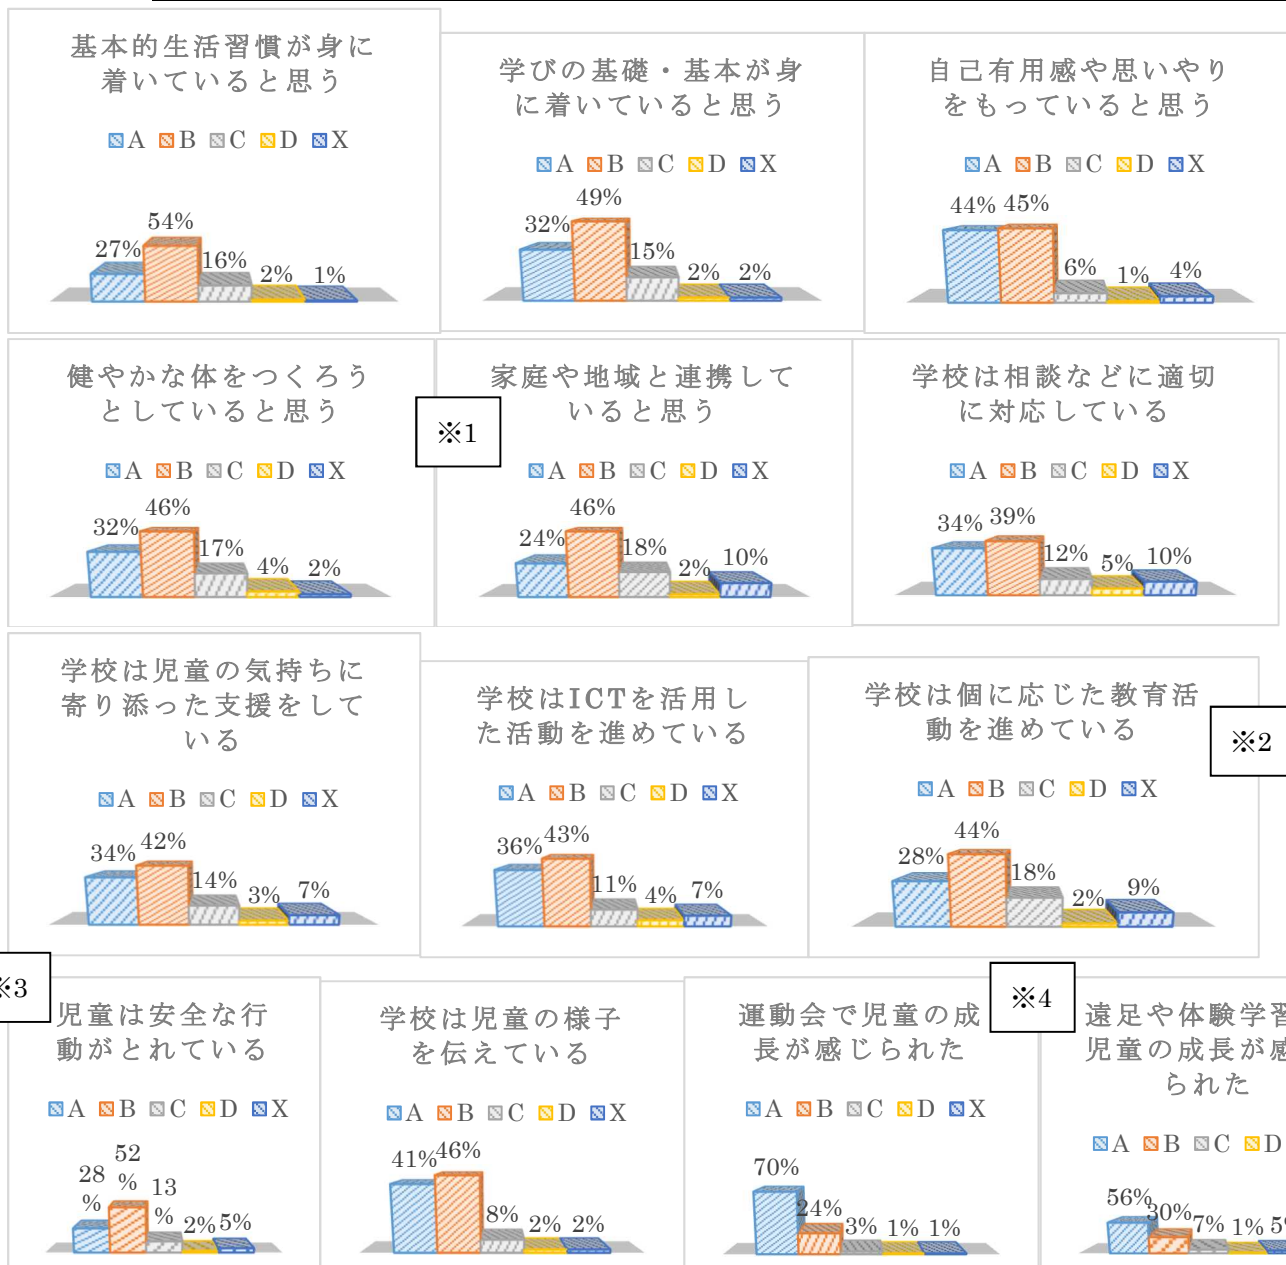 基本的生活習慣が身に
着いていると思う
A B C D X
27% 54% 16% 2% 1%
学びの基礎・基本が身
に着いていると思う
A B C D X
32% 49% 15% 2% 2%
自己有用感や思いやり
をもっていると思う
A B C D X
44% 45% 6% 1% 4%
健やかな体をつくろう
としていると思う
A B C D X
32% 46% 17% 4% 2%
※1
家庭や地域と連携して
いると思う
A B C D X
24% 46% 18% 2% 10%
学校は相談などに適切
に対応している
A B C D X
34% 39% 12% 5% 10%
学校は児童の気持ちに
寄り添った支援をして
いる
A B C D X
34% 42% 14% 3% 7%
学校はICTを活用し
た活動を進めている
A B C D X
36% 43% 11% 4% 7%
学校は個に応じた教育活
動を進めている
A B C D X
28% 44% 18% 2% 9%
※2
※3
児童は安全な行
動がとれている
A B C D X
28% 52% 13% 2% 5%
学校は児童の様子
を伝えている
A B C D X
41% 46% 8% 2% 2%
運動会で児童の成
長が感じられた
A B C D X
70% 24% 3% 1% 1%
※4
遠足や体験学習
児童の成長が感
られた
A B C D
56% 30% 7% 1% 5%